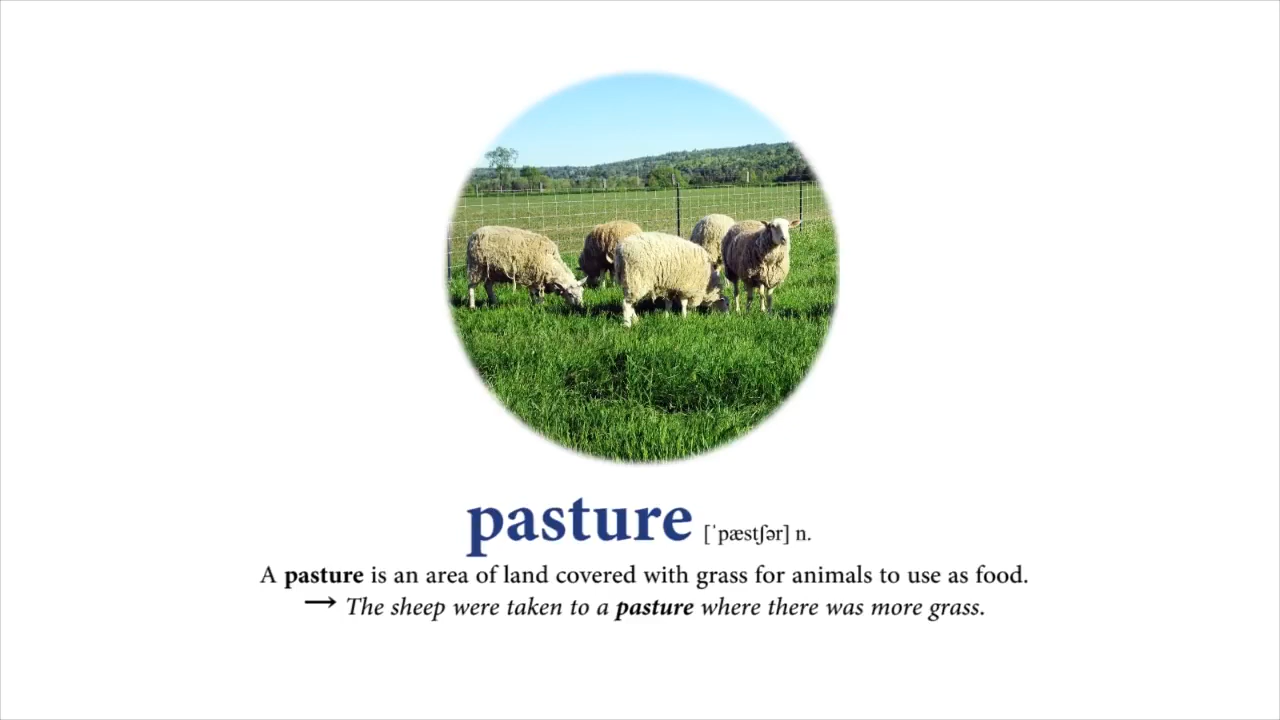 pasture [ˈpæstʃər] n.
A pasture is an area of land covered with grass for animals to use as food.
→ The sheep were taken to a pasture where there was more grass.